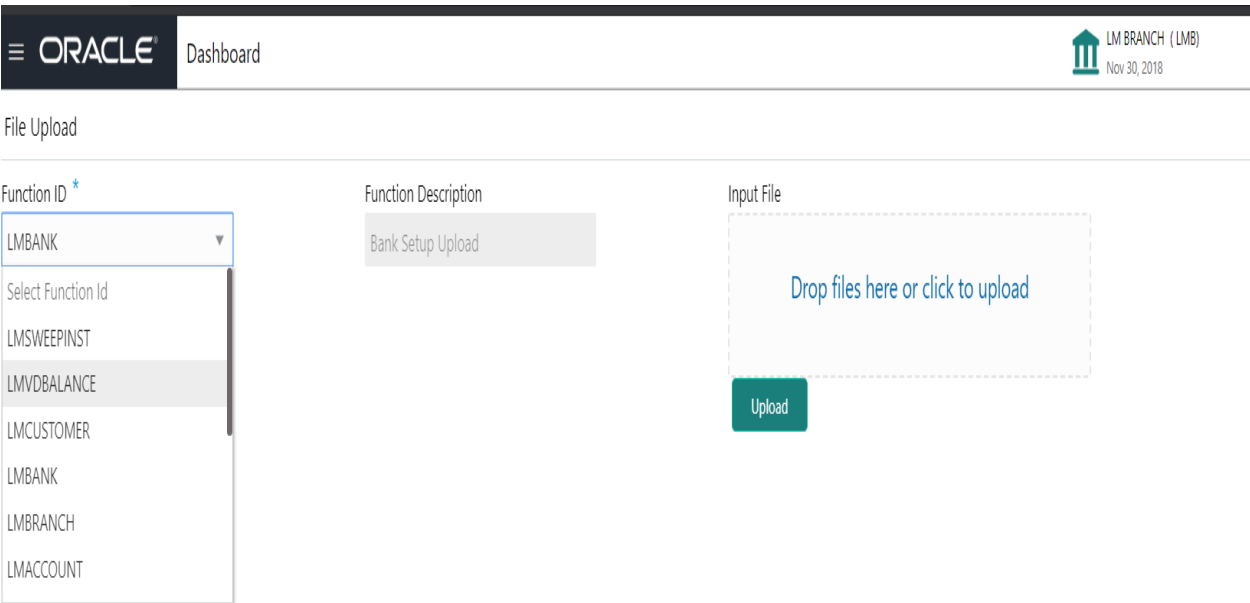 ORACLE®
Dashboard
LM BRANCH ( LMB)
Nov 30, 2018
File Upload
Function ID *
Function Description
Input File
LMBANK
Bank Setup Upload
Drop files here or click to upload
Upload
Select Function Id
LMSWEEPINST
LMVDBALANCE
LMCUSTOMER
LMBANK
LMBRANCH
LMACCOUNT